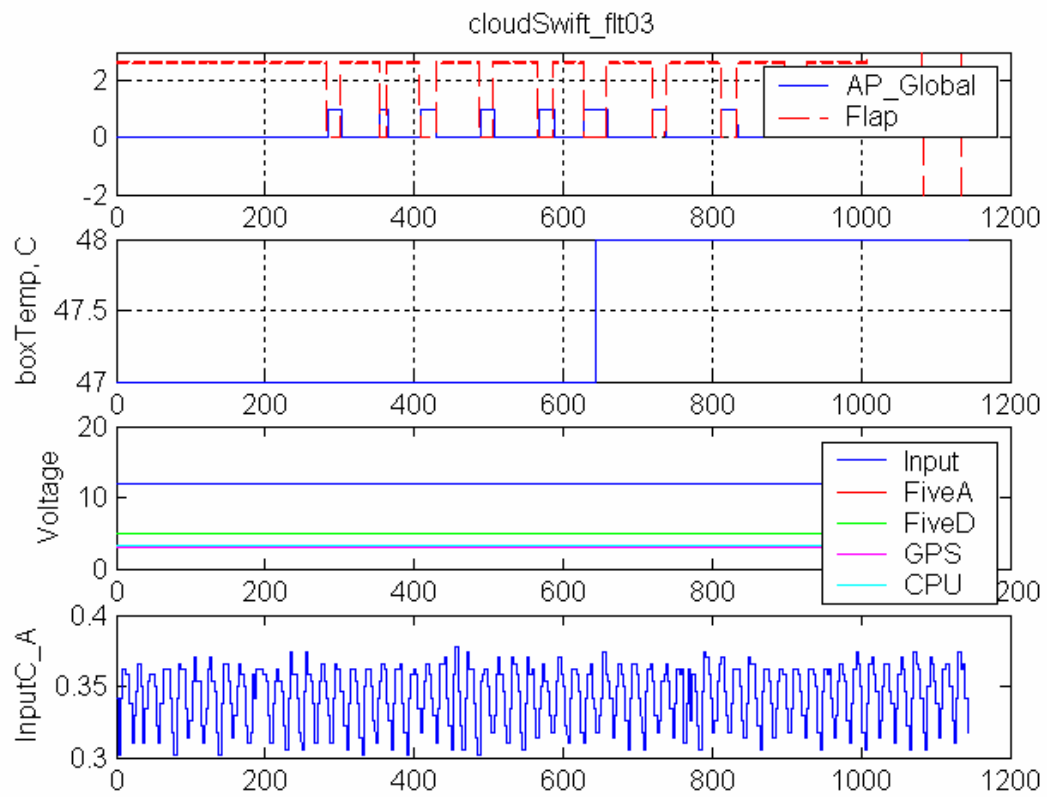 cloudSwift_flt03
2
0
-2
AP_Global
Flap
0 200 400 600 800 1000 1200
boxTemp, C
48
47.5
47
0 200 400 600 800 1000 1200
Voltage
20
10
0
Input
FiveA
FiveD
GPS
CPU
0 200 400 600 800 200
InputC_A
0.4
0.35
0.3
0 200 400 600 800 1000 1200